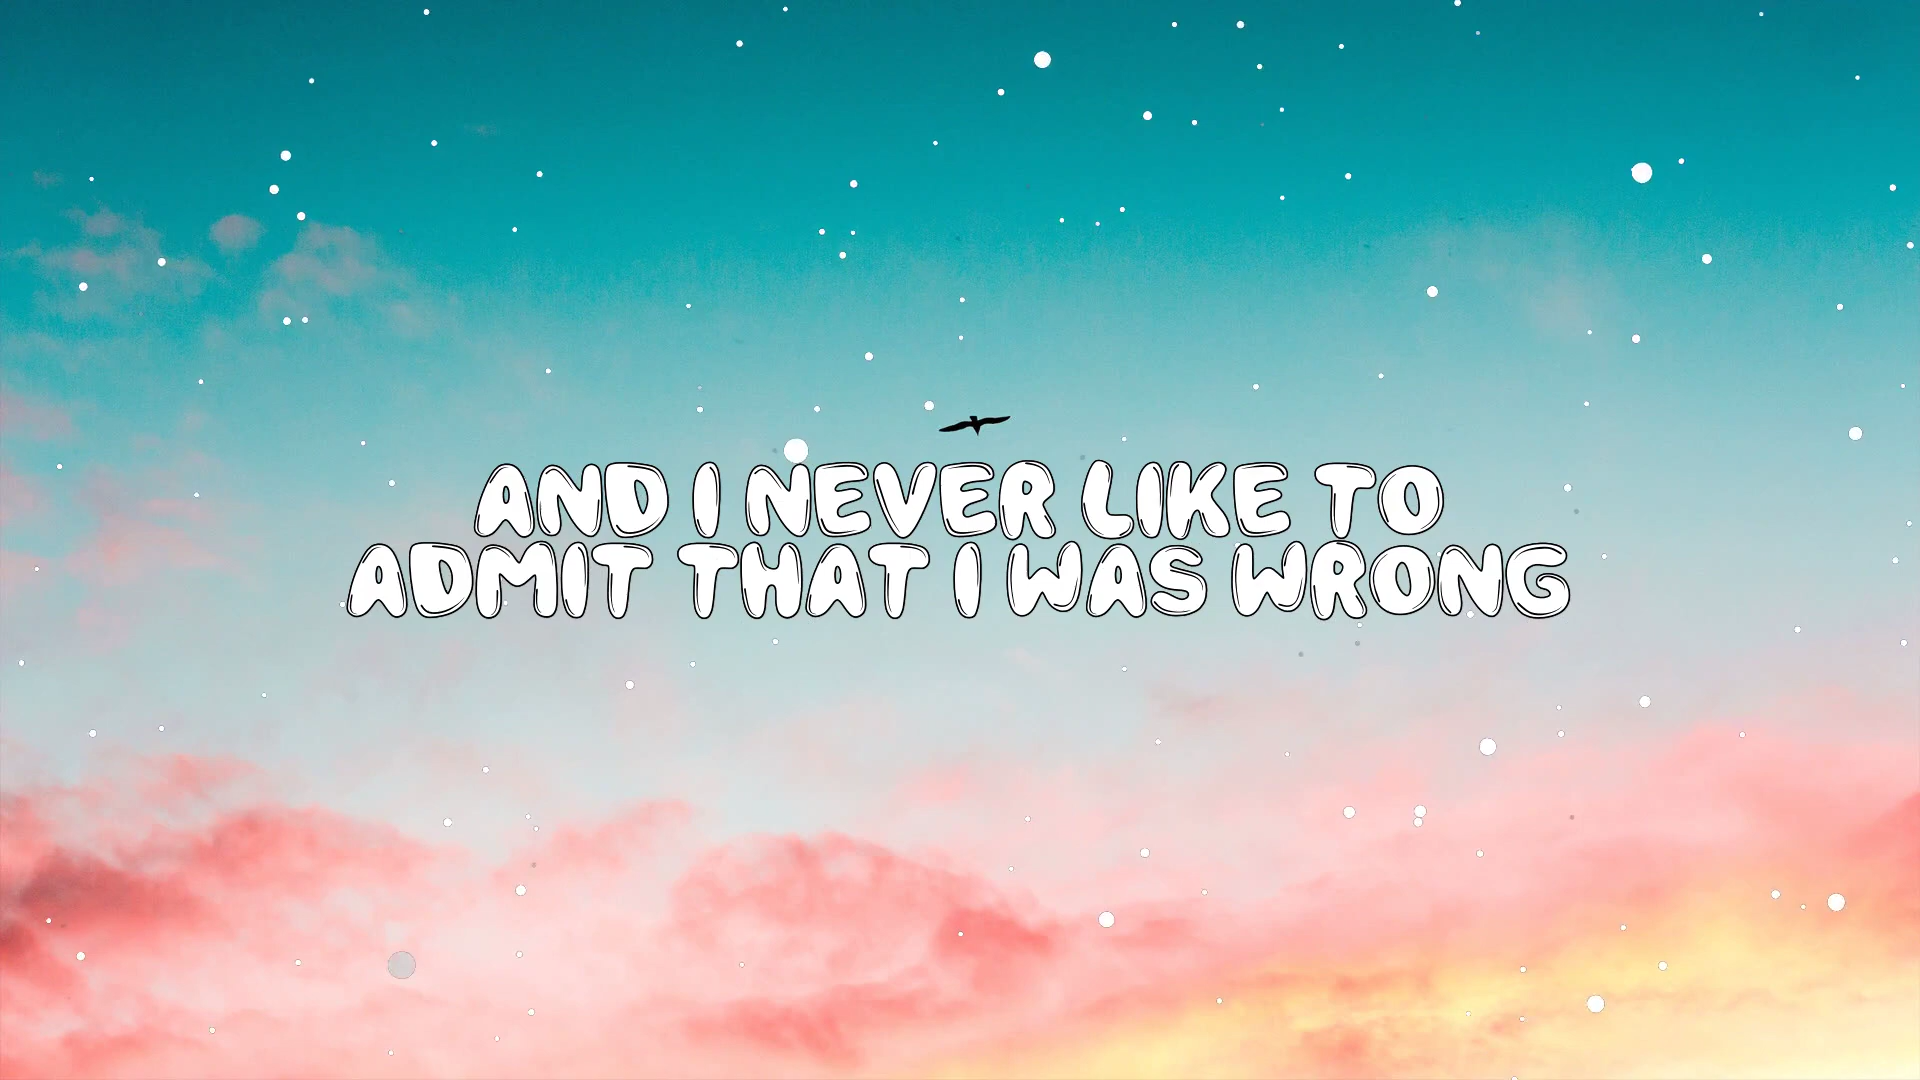 AND I NEVER LIKE TO
ADMIT THAT I WAS WRONG